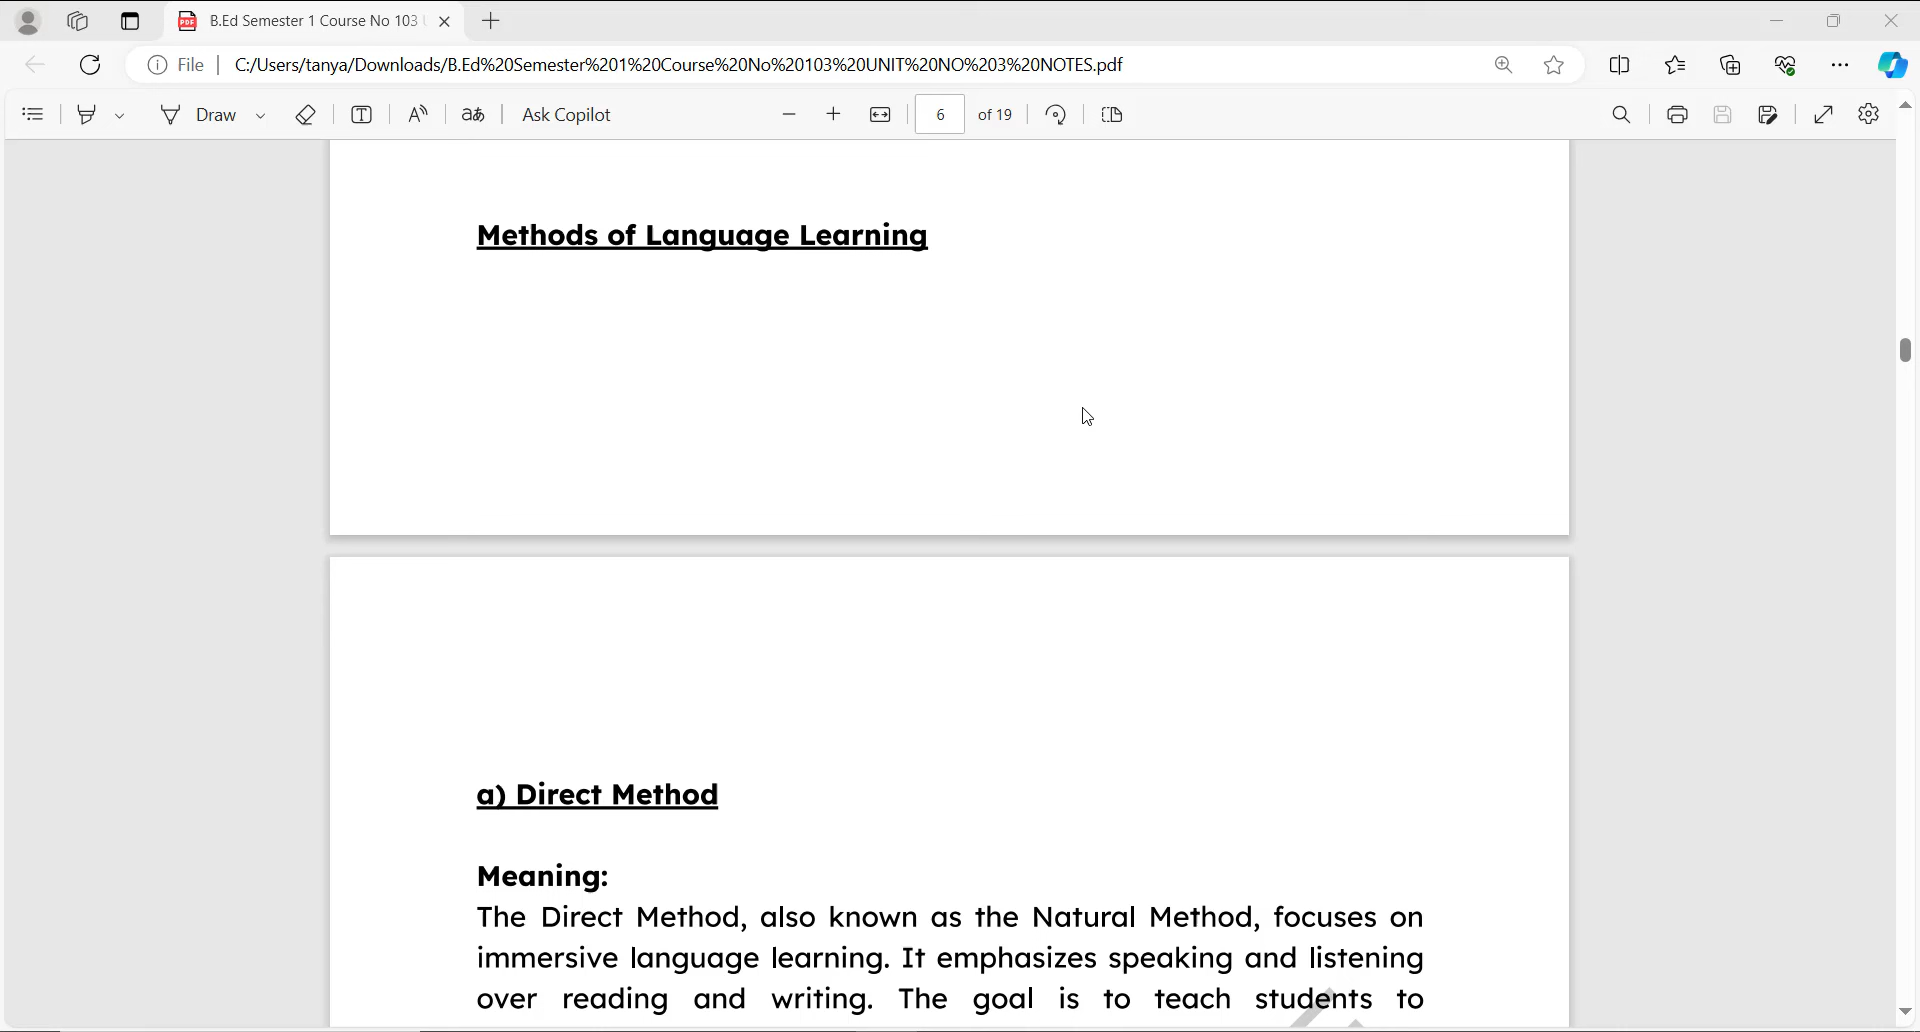 B.Ed Semester 1 Course No 103
File
C:/Users/tanya/Downloads/B.Ed%20Semester%201%20Course%20No%20103%20UNIT%20NO%203%20NOTES.pdf
Draw
Ask Copilot
6 of 19
Methods of Language Learning
a) Direct Method
Meaning:
The Direct Method, also known as the Natural Method, focuses on
immersive language learning. It emphasizes speaking and listening
over reading and writing. The goal is to teach students to